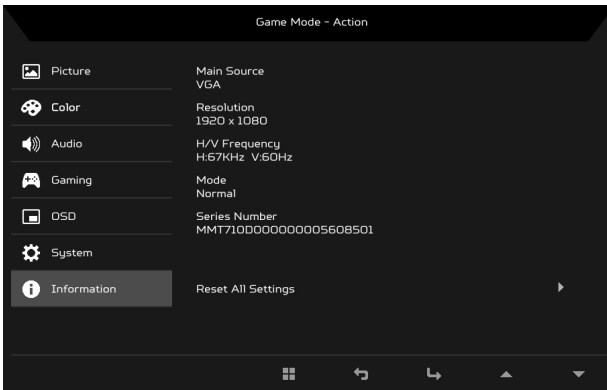 Game Mode - Action
Picture
Color
Audio
Gaming
OSD
System
Information
Main Source
VGA
Resolution
1920 x 1080
H/V Frequency
H:67KHz V:60Hz
Mode
Normal
Series Number
MMT710D000000005608501
Reset All Settings